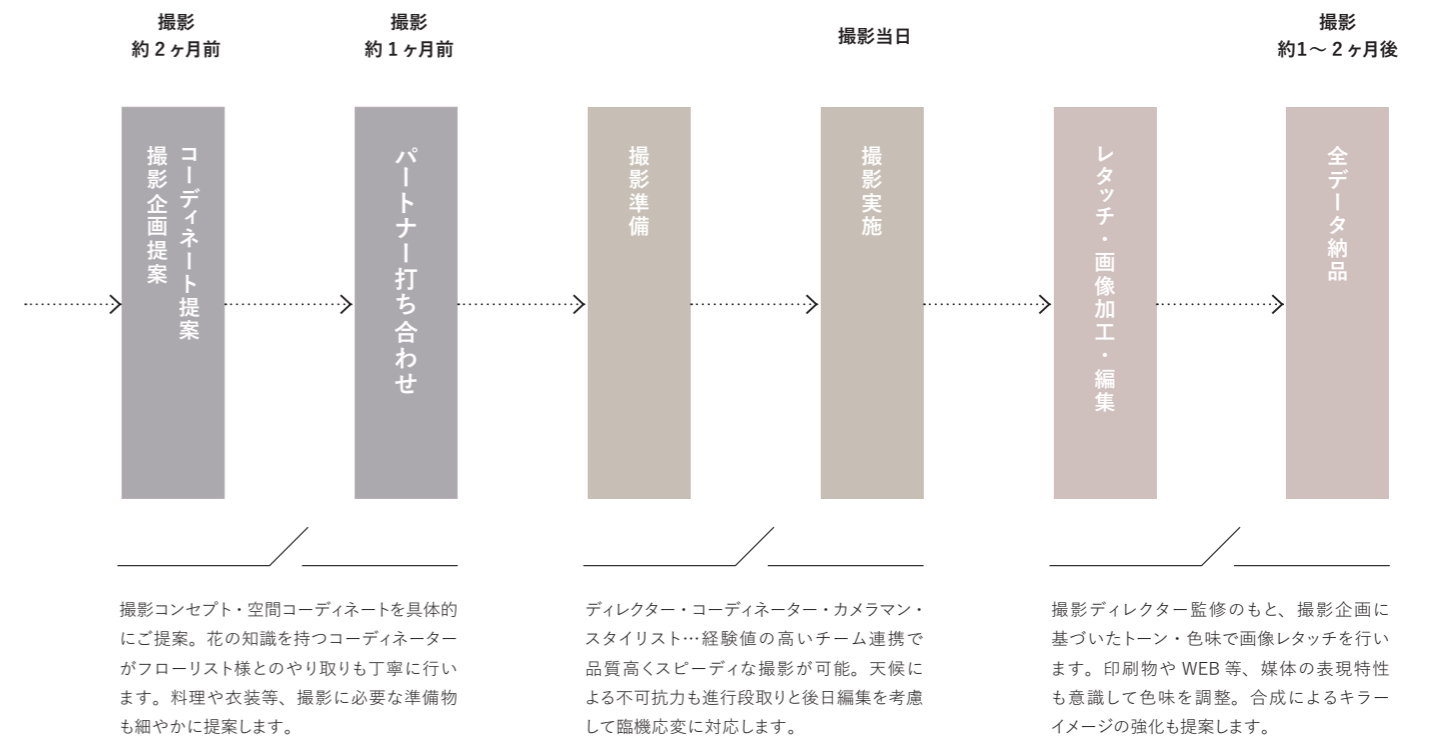 撮影
約 2 ヶ月前
撮影
約 1 ヶ月前
撮影当日
撮影
約1〜 2 ヶ月後
コーディネート提案
撮影企画提案
パートナー打ち合わせ
撮影準備
撮影実施
レタッチ・画像加工・編集
全データ納品
撮影コンセプト・空間コーディネートを具体的
にご提案。花の知識を持つコーディネーター
がフローリスト様とのやり取りも丁寧に行い
ます。料理や衣装等、撮影に必要な準備物
も細やかに提案します。
ディレクター・コーディネーター・カメラマン・
スタイリスト…経験値の高いチーム連携で
品質高くスピーディな撮影が可能。天候に
よる不可抗力も進行段取りと後日編集を考慮
して臨機応変に対応します。
撮影ディレクター監修のもと、撮影企画に
基づいたトーン・色味で画像レタッチを行い
ます。印刷物や WEB 等、媒体の表現特性
も意識して色味を調整。合成によるキラー
イメージの強化も提案します。